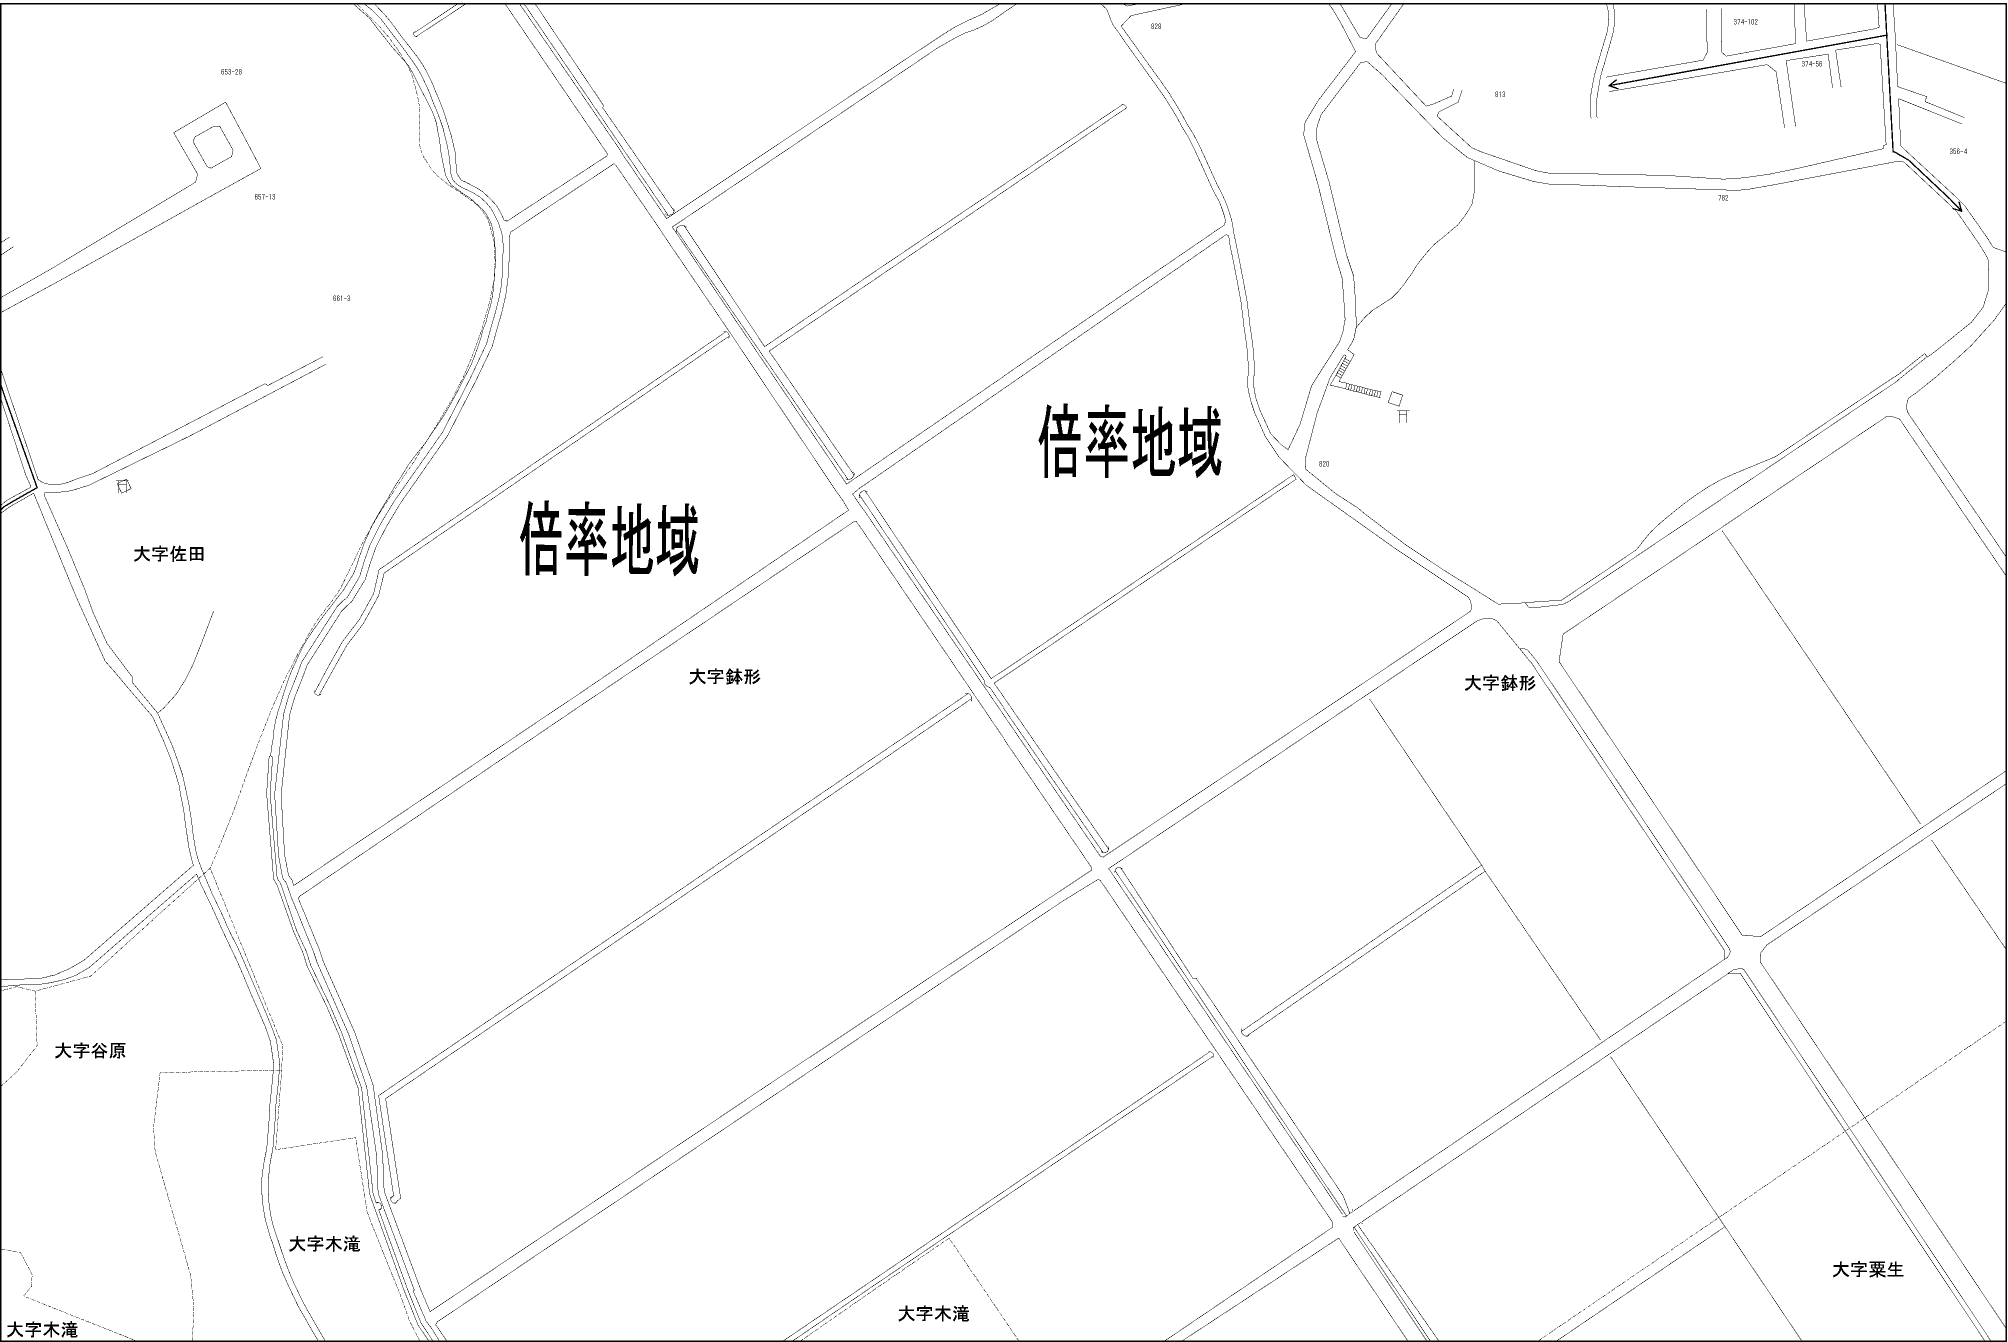 374-102
828
374-56
653-28
813
356-4
657-13
782
661-3
倍率地域
820
倍率地域
大字佐田
大字鉢形
大字鉢形
大字谷原
大字木滝
大字粟生
大字木滝
大字木滝